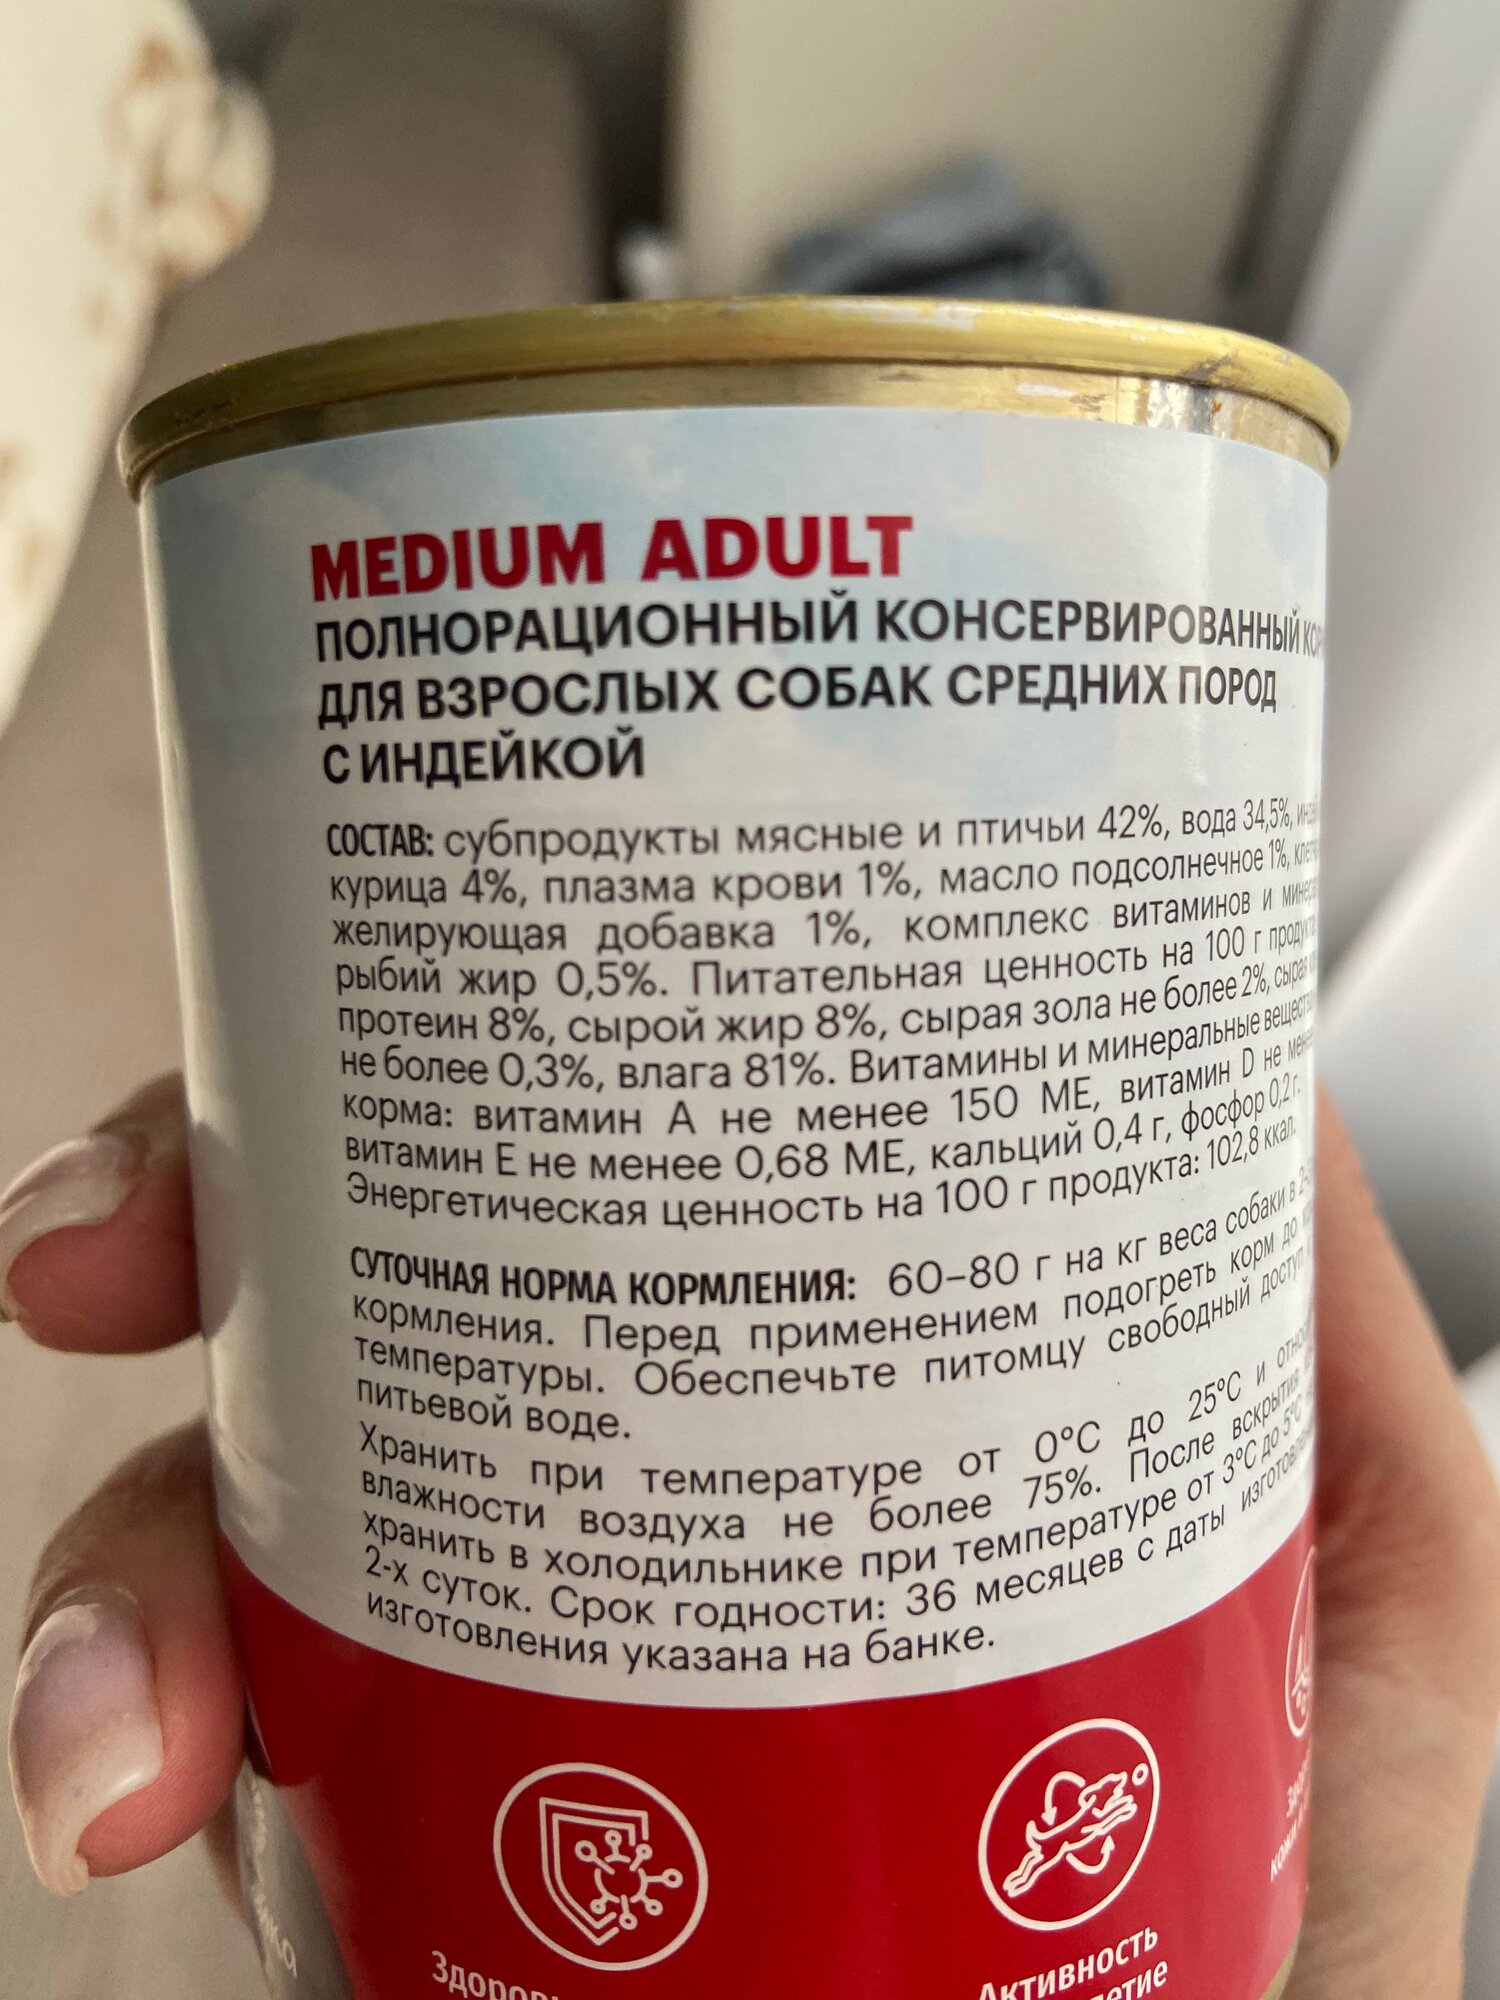 MEDIUM ADULT
ПОЛНОРАЦИОННЫЙ КОНСЕРВИРОВАННЫЙ
ДЛЯ ВЗРОСЛЫХ СОБАК СРЕДНИХ ПОРОД
С ИНДЕЙКОЙ
СОСТАВ: субпродукты мясные и птичьи 42%, вода 34,5%,
курица 4%, плазма крови 1%, масло подсолнечное 1%,
желирующая добавка 1%, комплекс витаминов и
рыбий жир 0,5%. Питательная ценность на 100 г продукта
протеин 8%, сырой жир 8%, сырая зола не более 2%, сырая
не более 0,3%, влага 81%. Витамины и минеральные
корма: витамин А не менее 150 МЕ, витамин D не
витамин Е не менее 0,68 МЕ, кальций 0,4 г, фосфор 0,2 г.
Энергетическая ценность на 100 г продукта: 102,8 ккал.
СУТОЧНАЯ НОРМА КОРМЛЕНИЯ: 60–80 г на кг веса собаки в
кормления. Перед применением подогреть корм до
температуры. Обеспечьте питомцу свободный доступ
питьевой воде.
Хранить при температуре от 0°С до 25°С и
влажности воздуха не более 75%. После вскрытия
хранить в холодильнике при температуре от 3°С до 5°С
2-х суток. Срок годности: 36 месяцев с даты
изготовления указана на банке.
Активность